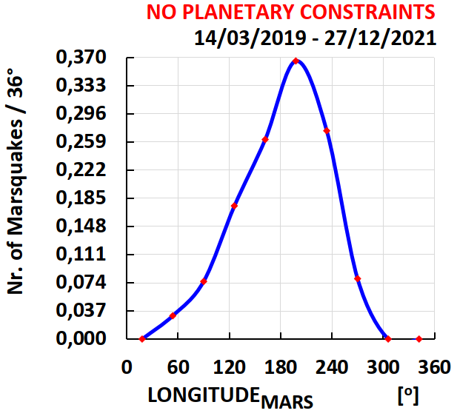 NO PLANETARY CONSTRAINTS
14/03/2019 - 27/12/2021
Nr. of Marsquakes / 36°
0,370
0,333
0,296
0,259
0,222
0,185
0,148
0,111
0,074
0,037
0,000
0 60 120 180 240 300 360
LONGITUDE MARS [º]